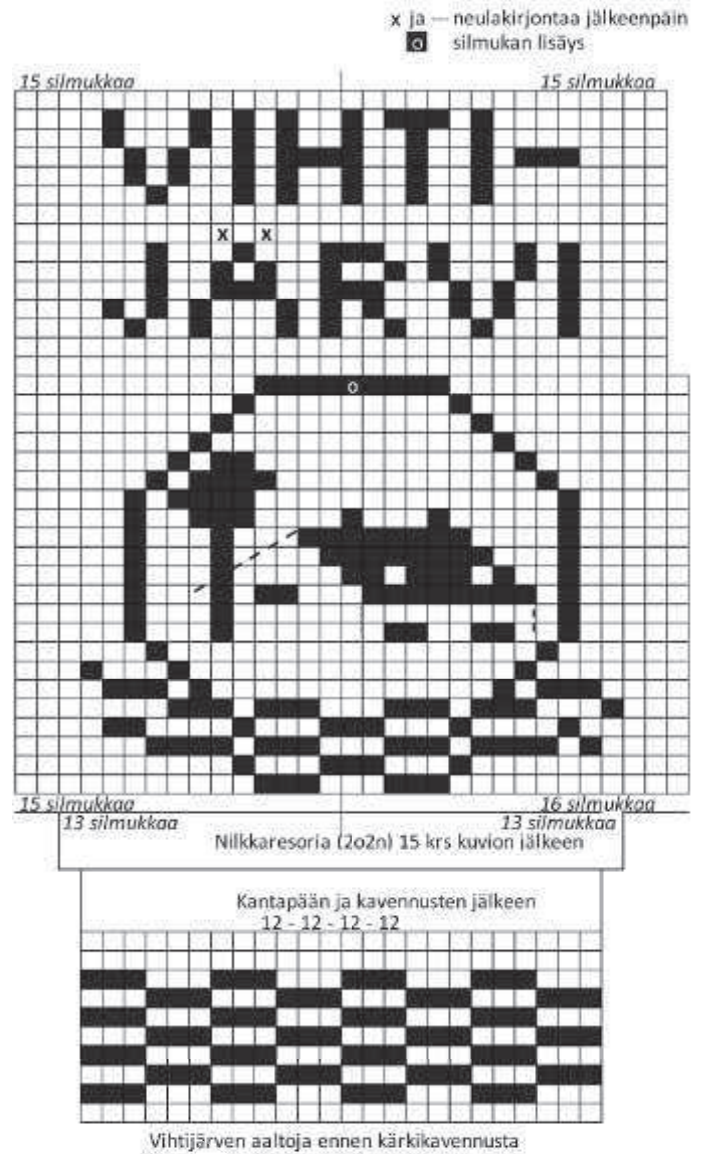 x ja — neulakirjontaa jälkeenpäin
o silmukan lisäys
15 silmukkaa 15 silmukkaa
VIHTI-
x x
JÄRVI
o
15 silmukkaa 16 silmukkaa
13 silmukkaa 13 silmukkaa
Nilkkaresoria (2o2n) 15 krs kuvion jälkeen
Kantapään ja kavennusten jälkeen
12 - 12 - 12 - 12
Vihtijärven aaltoja ennen kärkikavennusta